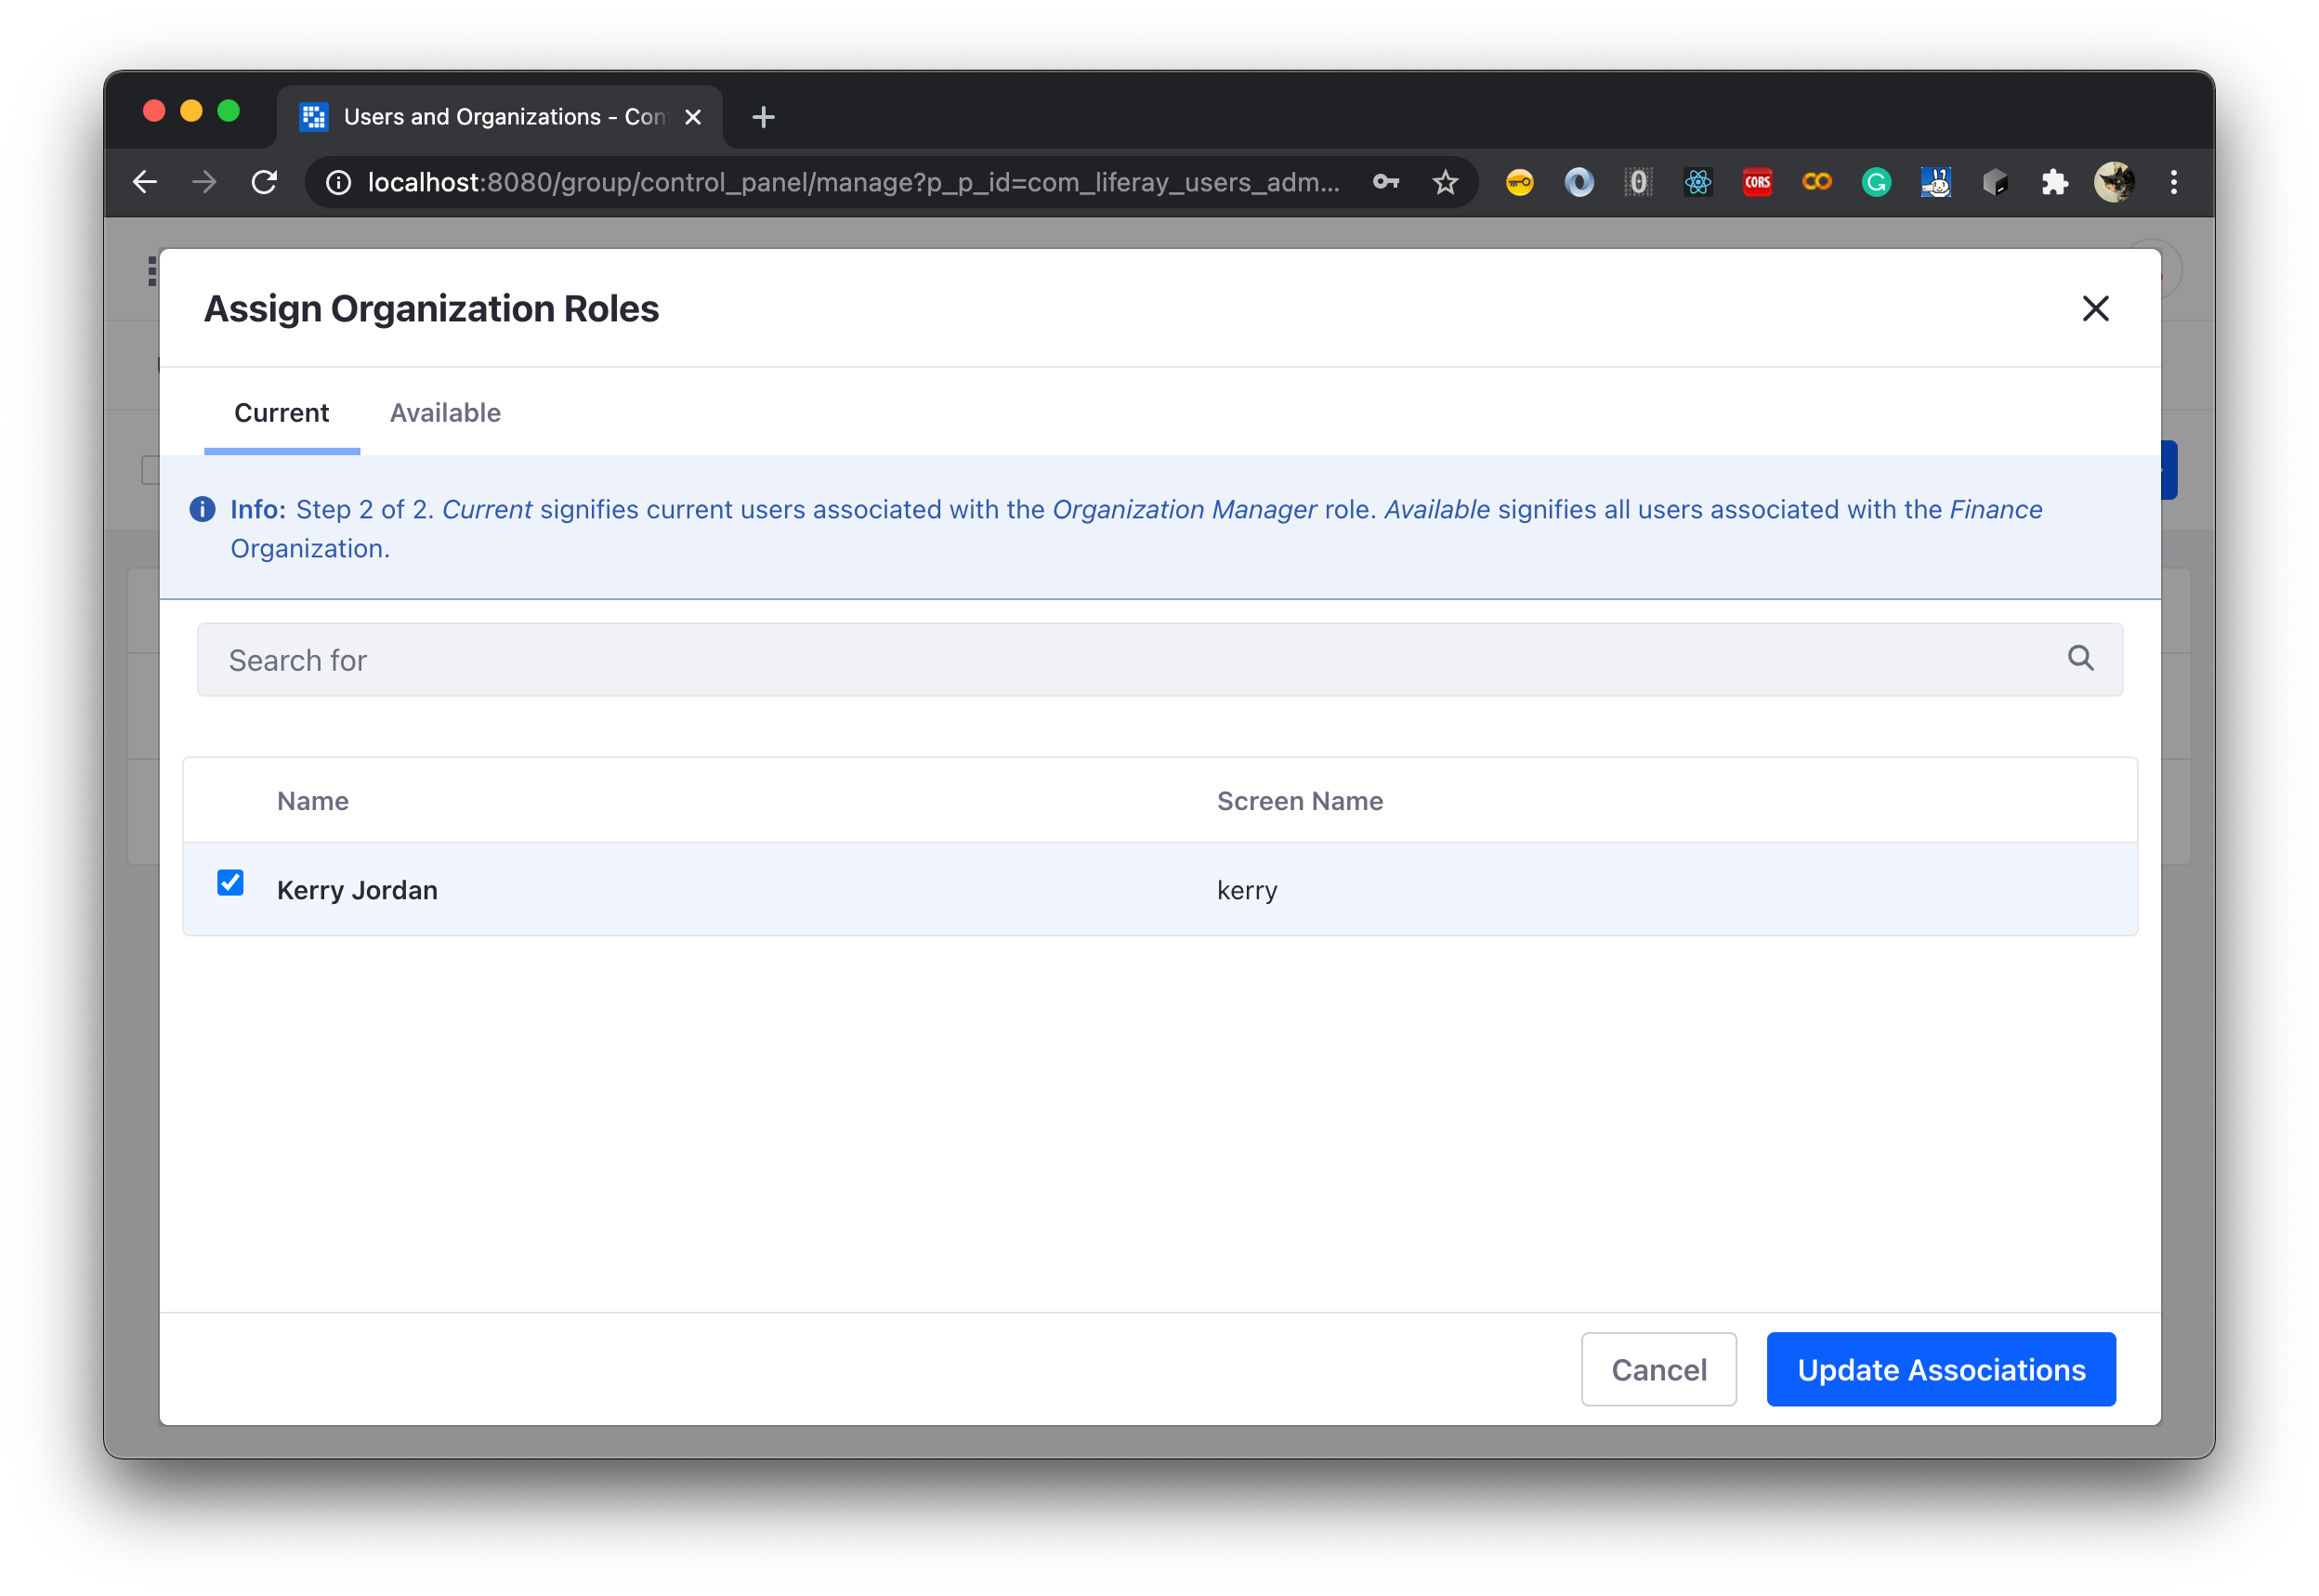 Users and Organizations - Con
localhost:8080/group/control_panel/manage?p_p_id=com_liferay_users_adm...
CORS
Assign Organization Roles
Current
Available
Info: Step 2 of 2. Current signifies current users associated with the Organization Manager role. Available signifies all users associated with the Finance
Organization.
Search for
Name
Screen Name
Kerry Jordan
kerry
Cancel
Update Associations